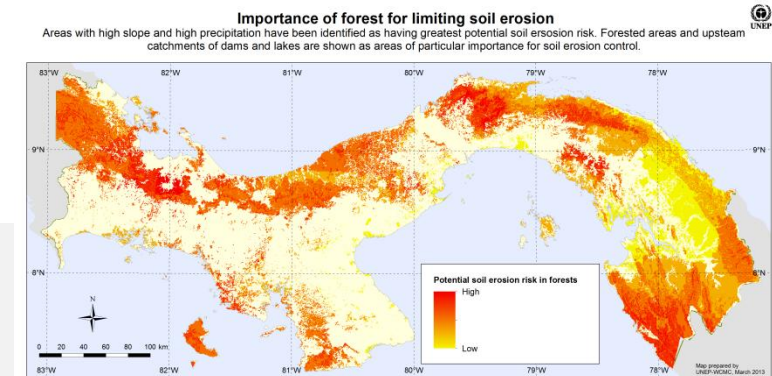 Importance of forest for limiting soil erosion
UNEP
Areas with high slope and high precipitation have been identified as having greatest potential soil ersosion risk. Forested areas and upsteam
catchments of dams and lakes are shown as areas of particular importance for soil erosion control.
83°W 82°W 81°W 80°W 79°W 78°W
9°N 9°N
8°N 8°N
Potential soil erosion risk in forests
High
Low
N
0 20 40 60 80 100 km
82°W 81°W 80°W 79°W 78°W
Map prepared by
UNEP-WCMC, March 2013